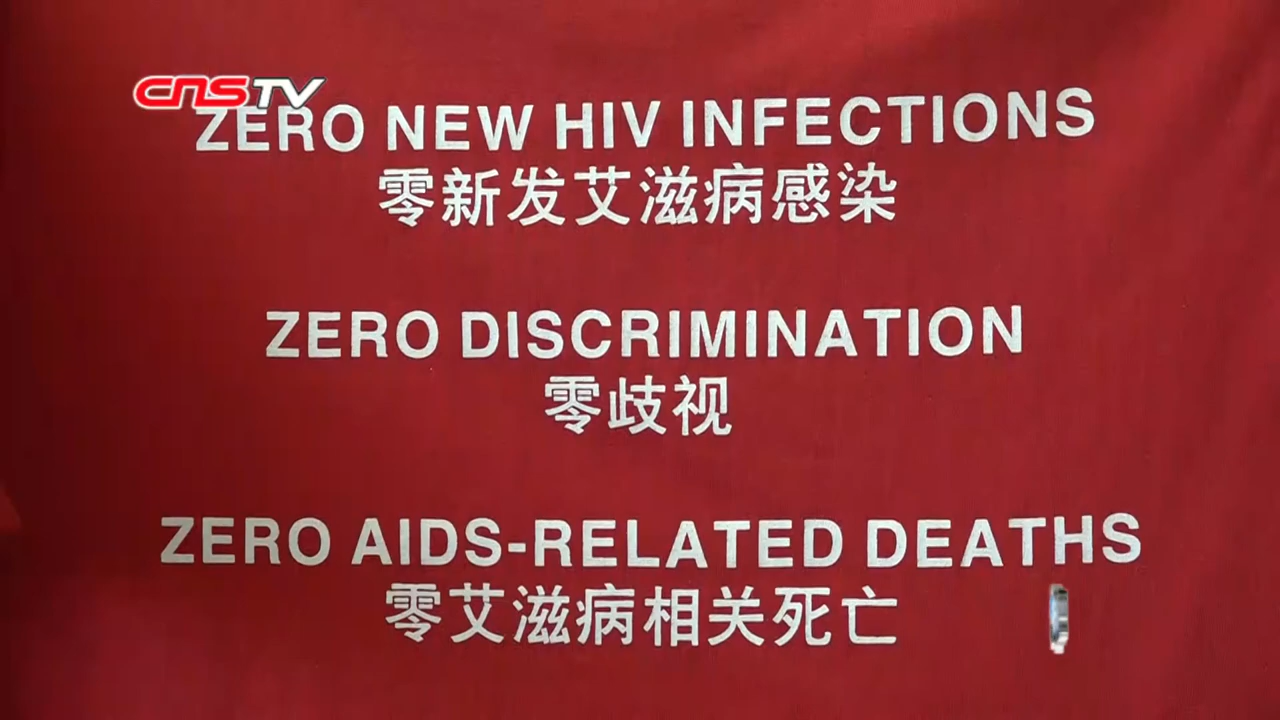 CNSTV
ZERO NEW HIV INFECTIONS
零新发艾滋病感染
ZERO DISCRIMINATION
零歧视
ZERO AIDS-RELATED DEATHS
零艾滋病相关死亡